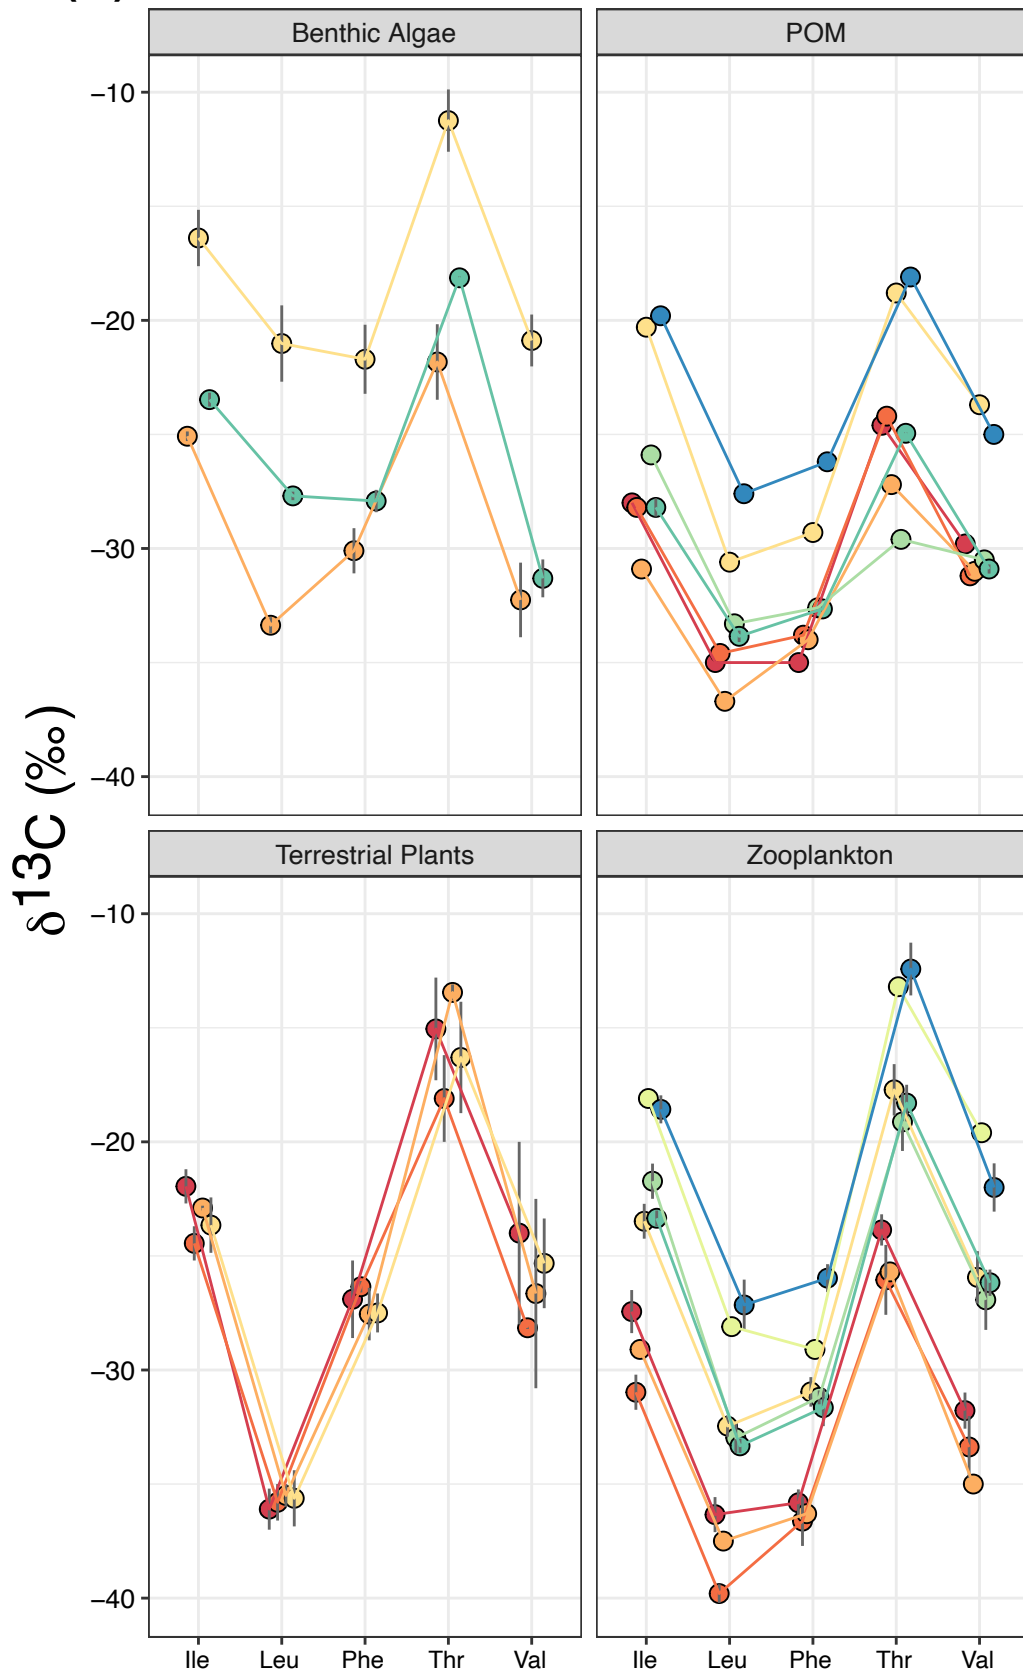 Benthic Algae
POM
−10
−20
−30
−40
δ13C (‰)
Terrestrial Plants
Zooplankton
−10
−20
−30
−40
Ile Leu Phe Thr Val
Ile Leu Phe Thr Val